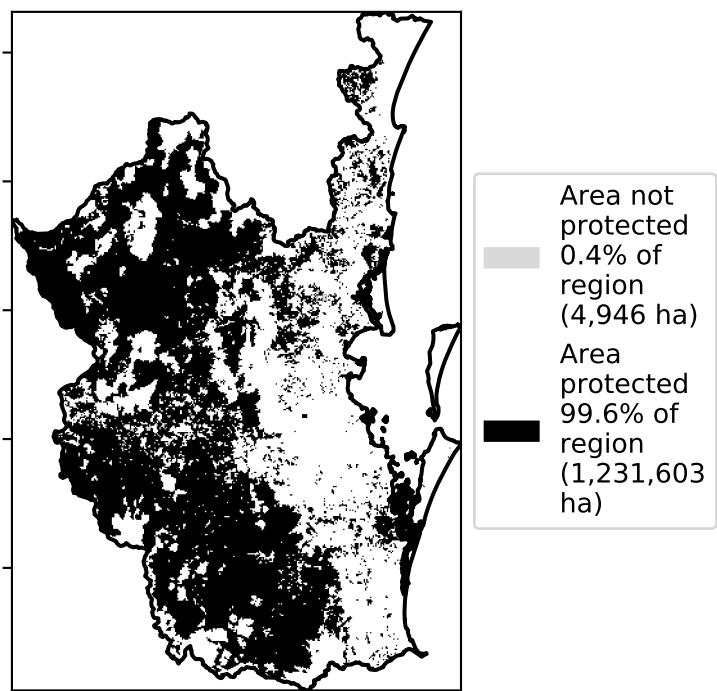 Area not
protected
0.4% of
region
(4,946 ha)
Area
protected
99.6% of
region
(1,231,603
ha)